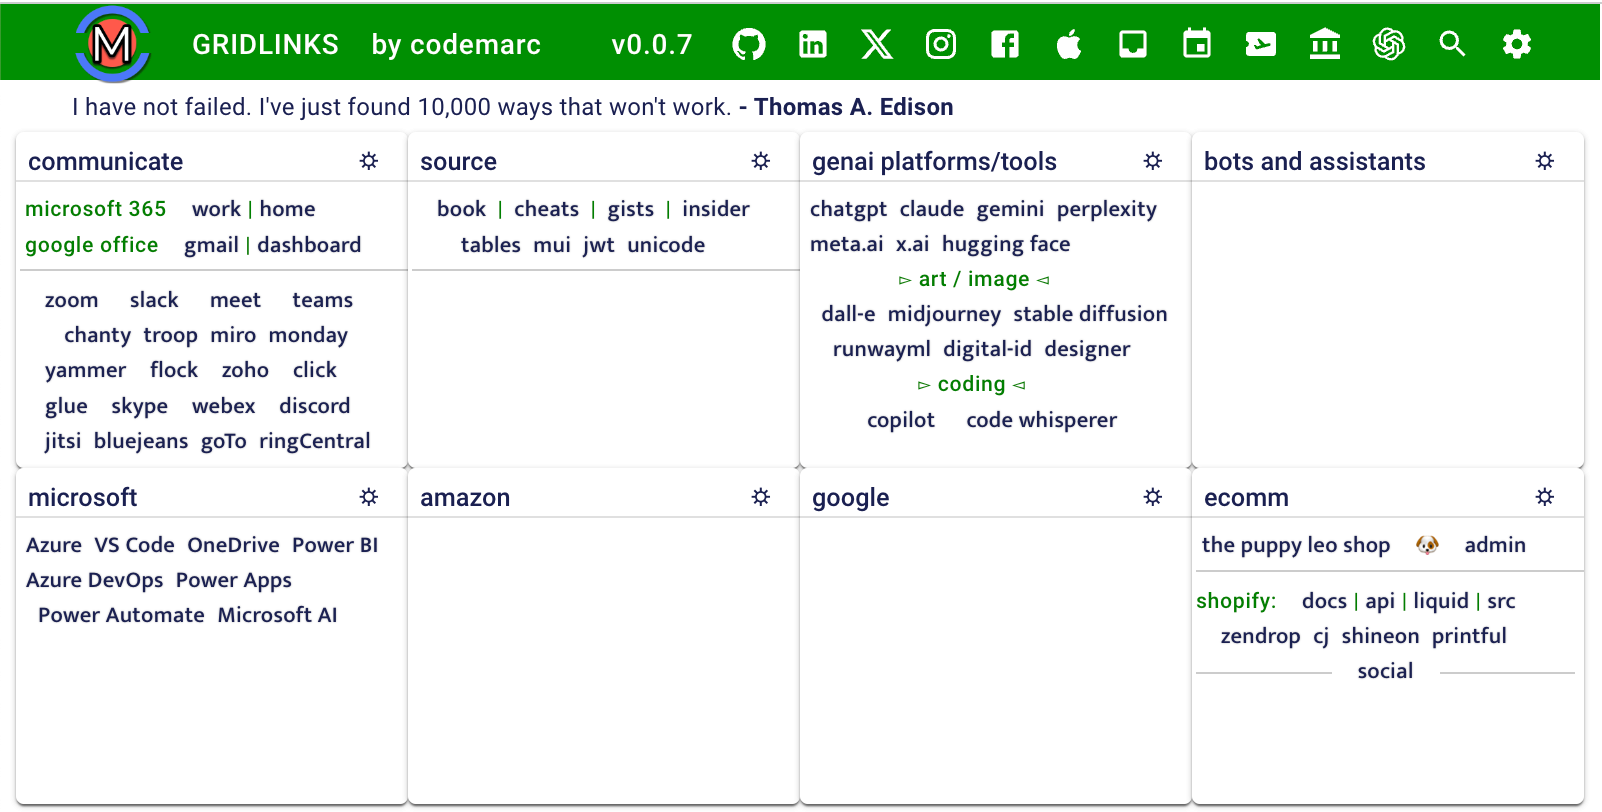 M GRIDLINKS by codemarc v0.0.7
I have not failed. I've just found 10,000 ways that won't work. - Thomas A. Edison
communicate
microsoft 365 work | home
google office gmail | dashboard
zoom slack meet teams
chanty troop miro monday
yammer flock zoho click
glue skype webex discord
jitsi bluejeans goTo ringCentral
source
book | cheats | gists | insider
tables mui jwt unicode
genai platforms/tools
chatgpt claude gemini perplexity
meta.ai x.ai hugging face
▻ art / image ◅
dall-e midjourney stable diffusion
runwayml digital-id designer
▻ coding ◅
copilot code whisperer
bots and assistants
microsoft
Azure VS Code OneDrive Power BI
Azure DevOps Power Apps
Power Automate Microsoft AI
amazon
google
ecomm
the puppy leo shop 🐶 admin
shopify: docs | api | liquid | src
zendrop cj shineon printful
social